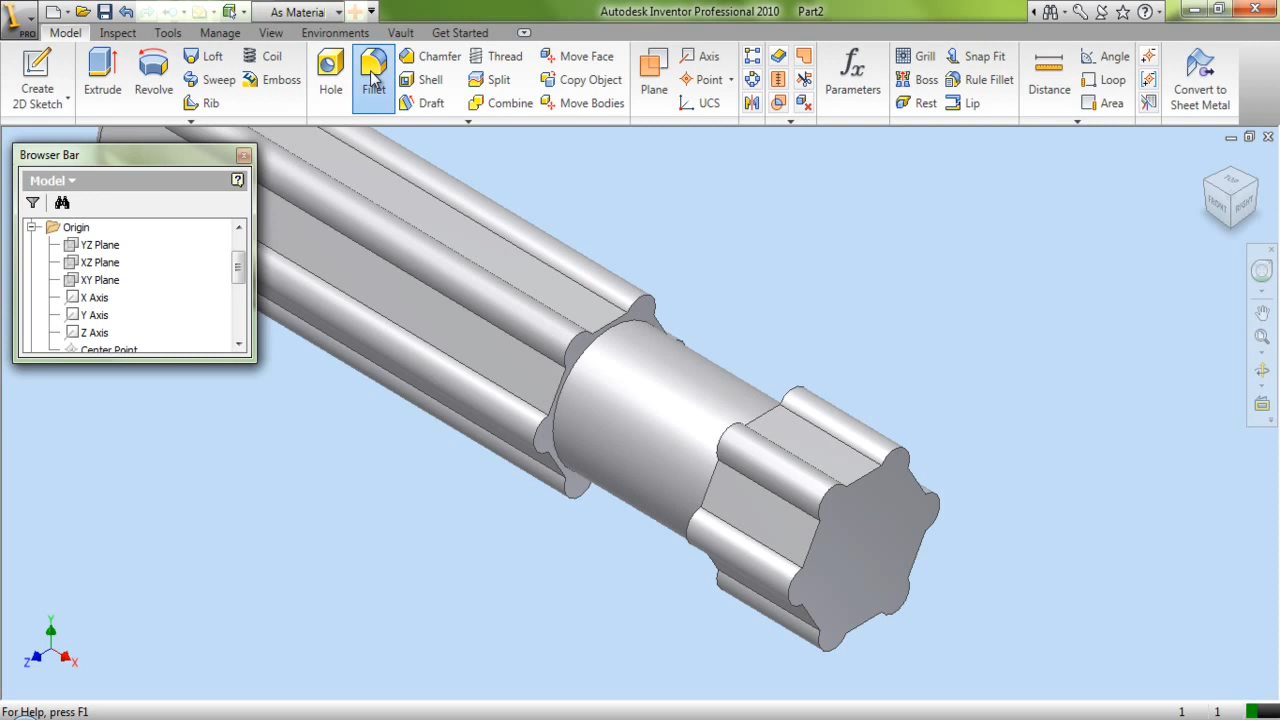 As Material
Autodesk Inventor Professional 2010 Part2
PRO
Model Inspect Tools Manage View Environments Vault Get Started
Create
2D Sketch
Extrude
Revolve
Loft
Sweep
Rib
Coil
Emboss
Hole
Fillet
Chamfer
Shell
Draft
Thread
Split
Combine
Move Face
Copy Object
Move Bodies
Plane
Axis
Point
UCS
fx
Parameters
Grill
Boss
Rest
Snap Fit
Rule Fillet
Lip
Distance
Angle
Loop
Area
Convert to
Sheet Metal
Browser Bar
Model
Origin
YZ Plane
XZ Plane
XY Plane
X Axis
Y Axis
Z Axis
Center Point
TOP
FRONT
RIGHT
Y
Z
X
For Help, press F1
1 1